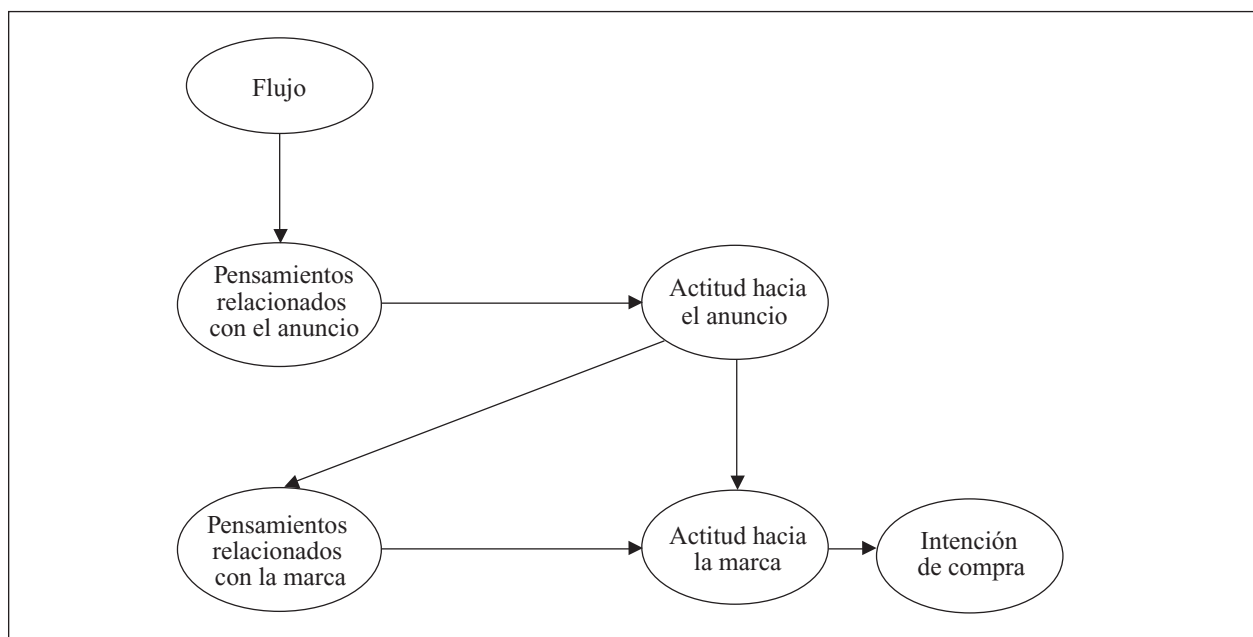 Flujo
Pensamientos
relacionados
con el anuncio
Actitud hacia
el anuncio
Pensamientos
relacionados
con la marca
Actitud hacia
la marca
Intención
de compra